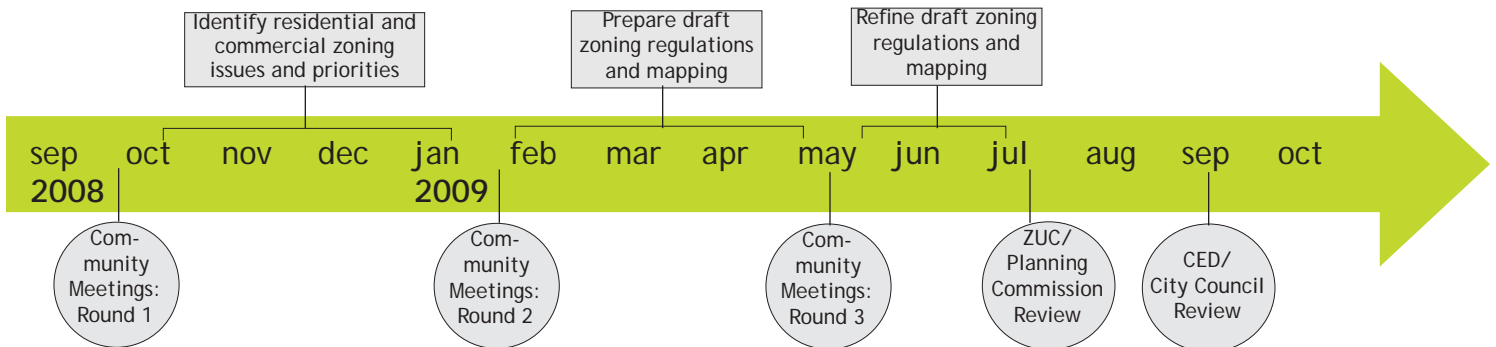 Identify residential and
commercial zoning
issues and priorities
Prepare draft
zoning regulations
and mapping
Refine draft zoning
regulations and
mapping
sep oct nov dec jan feb mar apr may jun jul aug sep oct
2008 2009
Com-
munity
Meetings:
Round 1
Com-
munity
Meetings:
Round 2
Com-
munity
Meetings:
Round 3
ZUC/
Planning
Commission
Review
CED/
City Council
Review